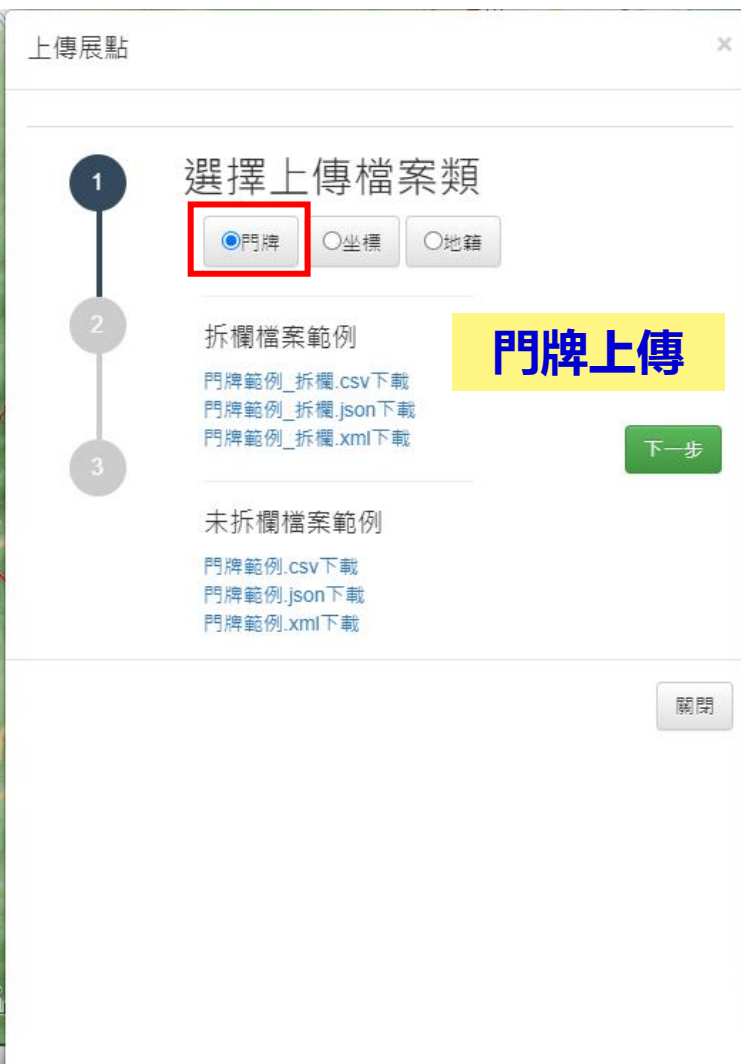 上傳展點
×
1
選擇上傳檔案類
門牌
坐標
地籍
2
拆欄檔案範例
門牌上傳
門牌範例_拆欄.csv下載
門牌範例_拆欄.json下載
門牌範例_拆欄.xml下載
下一步
3
未拆欄檔案範例
門牌範例.csv下載
門牌範例.json下載
門牌範例.xml下載
關閉